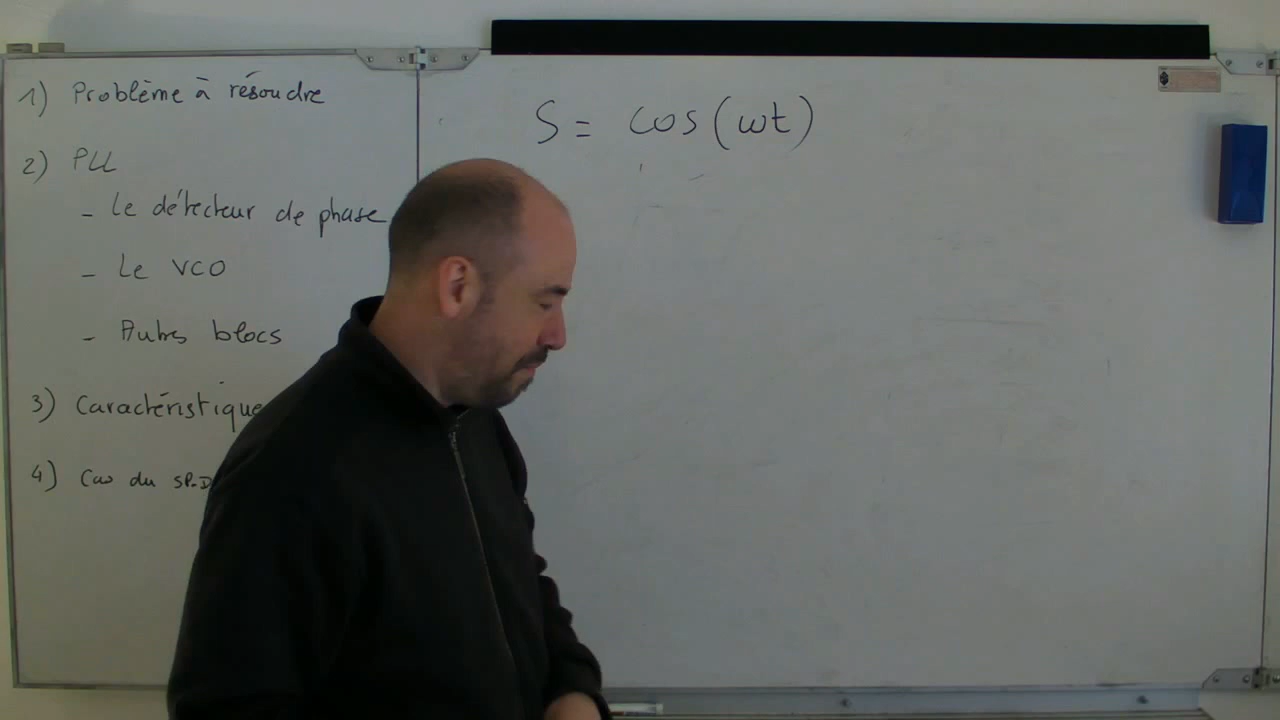 1) Problème à résoudre
2) PLL
- Le détecteur de phase
- Le VCO
- Autres blocs
3) Caractéristique
4) Cas du SP-D
S = cos(ωt)